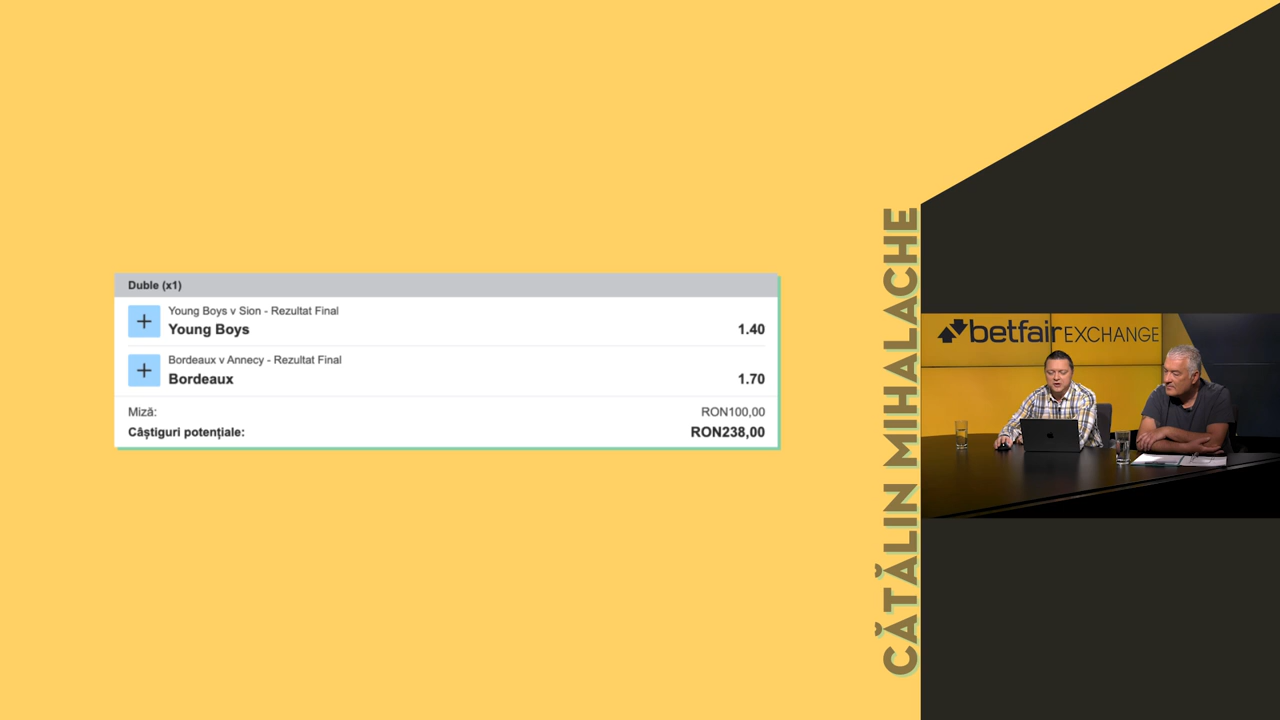 Duble (x1)
Young Boys v Sion - Rezultat Final
Young Boys 1.40
Bordeaux v Annecy - Rezultat Final
Bordeaux 1.70
Miză: RON100,00
Câștiguri potențiale: RON238,00
CĂTĂLIN MIHALACHE
betfair EXCHANGE